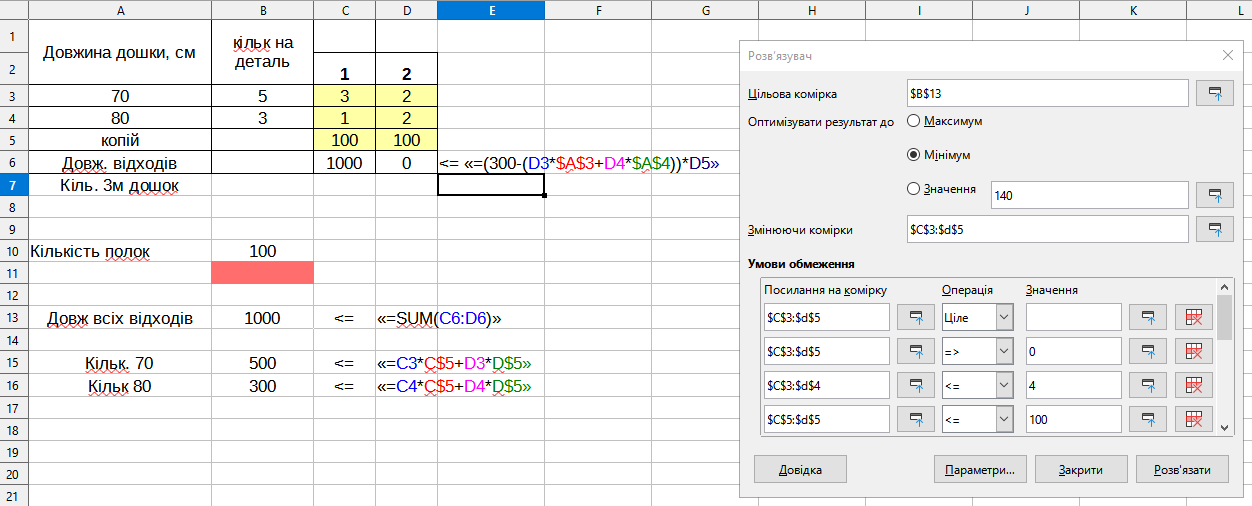 A B C D E F G H I J K L
1 Довжина дошки, см кільк на деталь
2 1 2
3 70 5 3 2
4 80 3 1 2
5 копій 100 100
6 Довж. відходів 1000 0 <= «=(300-(D3*$A$3+D4*$A$4))*D5»
7 Кіль. 3м дошок
8
9
10 Кількість полок 100
11
12
13 Довж всіх відходів 1000 <= «=SUM(C6:D6)»
14
15 Кільк. 70 500 <= «=C3*C$5+D3*D$5»
16 Кільк 80 300 <= «=C4*C$5+D4*D$5»
17
18
19
20
21
Розв'язувач
Цільова комірка $B$13
Оптимізувати результат до Максимум
Мінімум
Значення 140
Змінюючи комірки $C$3:$d$5
Умови обмеження
Посилання на комірку Операція Значення
$C$3:$d$5 Ціле
$C$3:$d$5 => 0
$C$3:$d$4 <= 4
$C$5:$d$5 <= 100
Довідка Параметри... Закрити Розв'язати